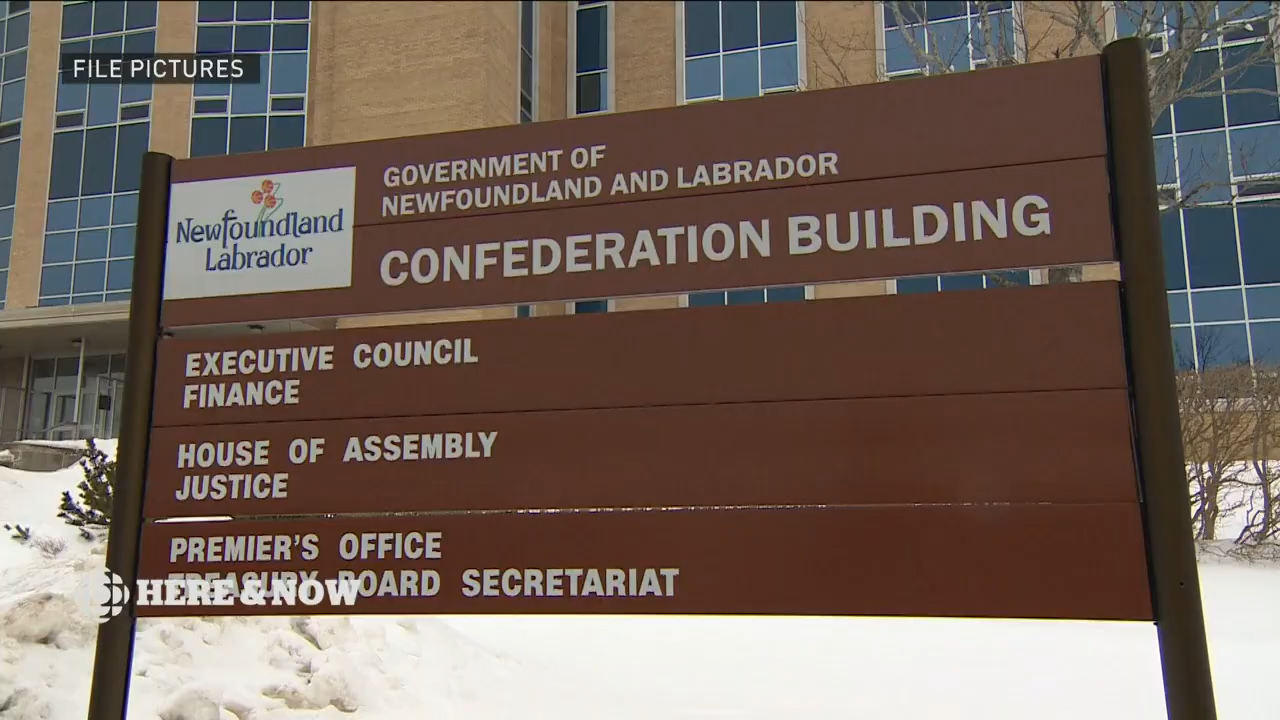 FILE PICTURES
GOVERNMENT OF
NEWFOUNDLAND AND LABRADOR
Newfoundland
Labrador
CONFEDERATION BUILDING
EXECUTIVE COUNCIL
FINANCE
HOUSE OF ASSEMBLY
JUSTICE
PREMIER'S OFFICE
TREASURY BOARD SECRETARIAT
HERE & NOW